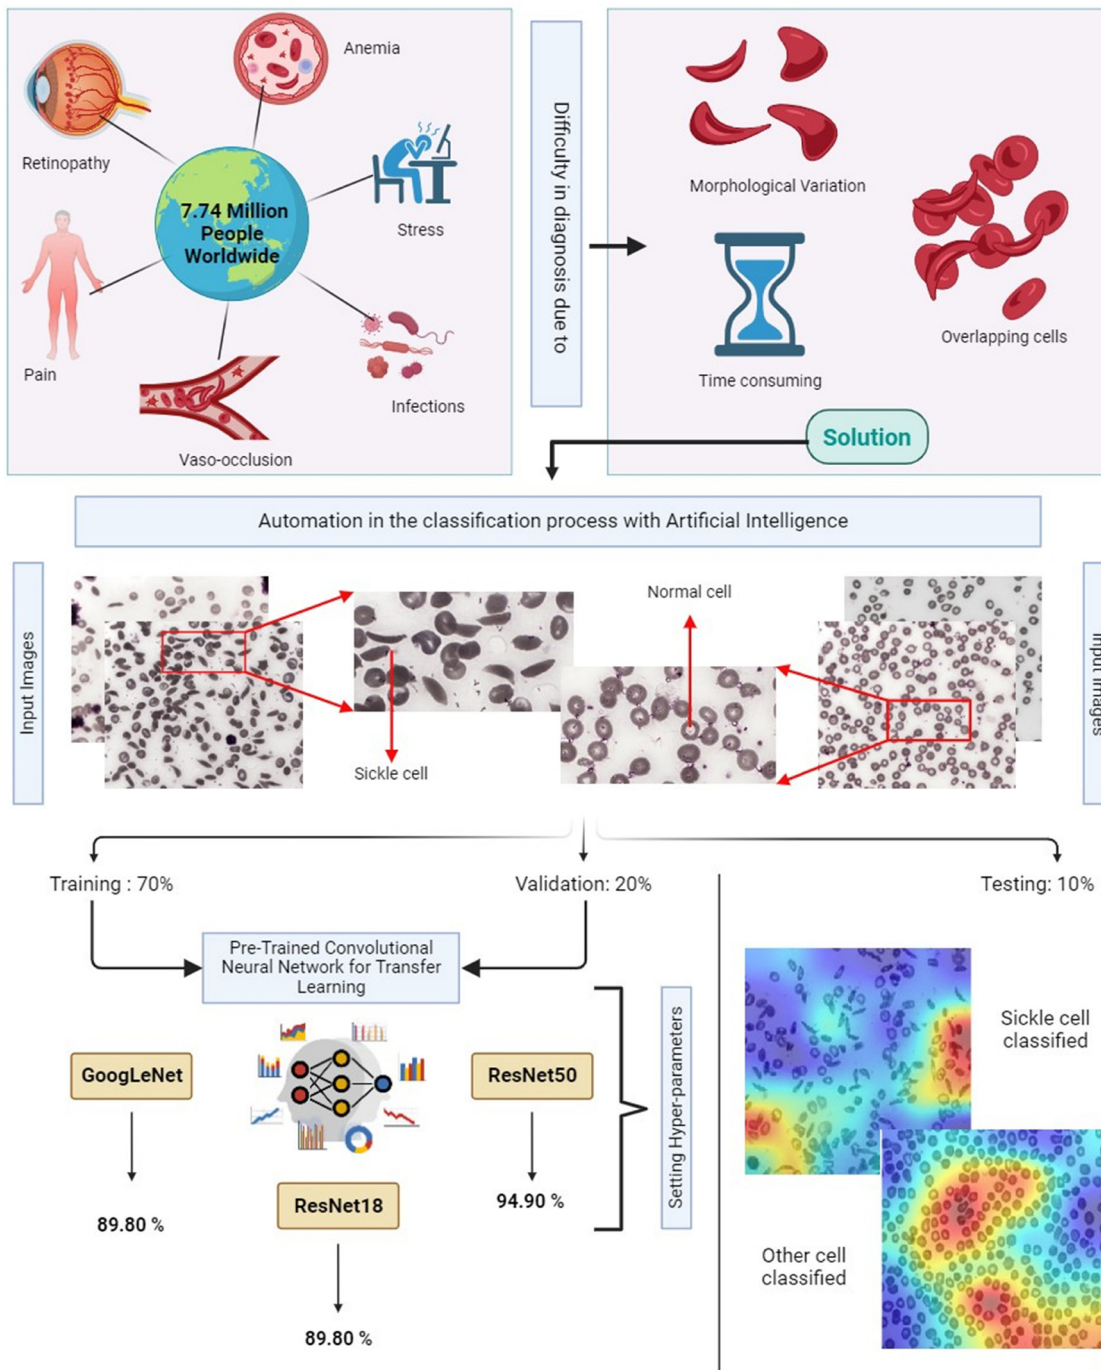 Anemia
Retinopathy
7.74 Million
People
Worldwide
Stress
Pain
Infections
Vaso-occlusion
Difficulty in diagnosis due to
Morphological Variation
Overlapping cells
Time consuming
Solution
Automation in the classification process with Artificial Intelligence
Input Images
Normal cell
Sickle cell
Input Images
Training : 70%
Validation: 20%
Testing: 10%
Pre-Trained Convolutional
Neural Network for Transfer
Learning
GoogLeNet
ResNet50
ResNet18
89.80 %
94.90 %
89.80 %
Setting Hyper-parameters
Sickle cell
classified
Other cell
classified